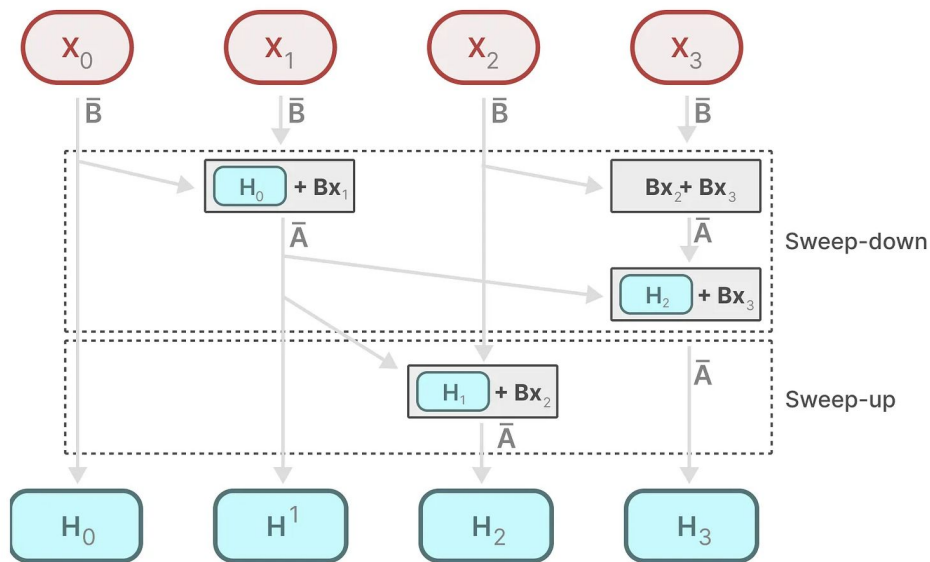 X₀ X₁ X₂ X₃
B̅ B̅ B̅ B̅
H₀ + Bx₁ Bx₂+ Bx₃
A̅ A̅
Sweep-down
H₂ + Bx₃
A̅
H₁ + Bx₂
Sweep-up
A̅
H₀ H¹ H₂ H₃